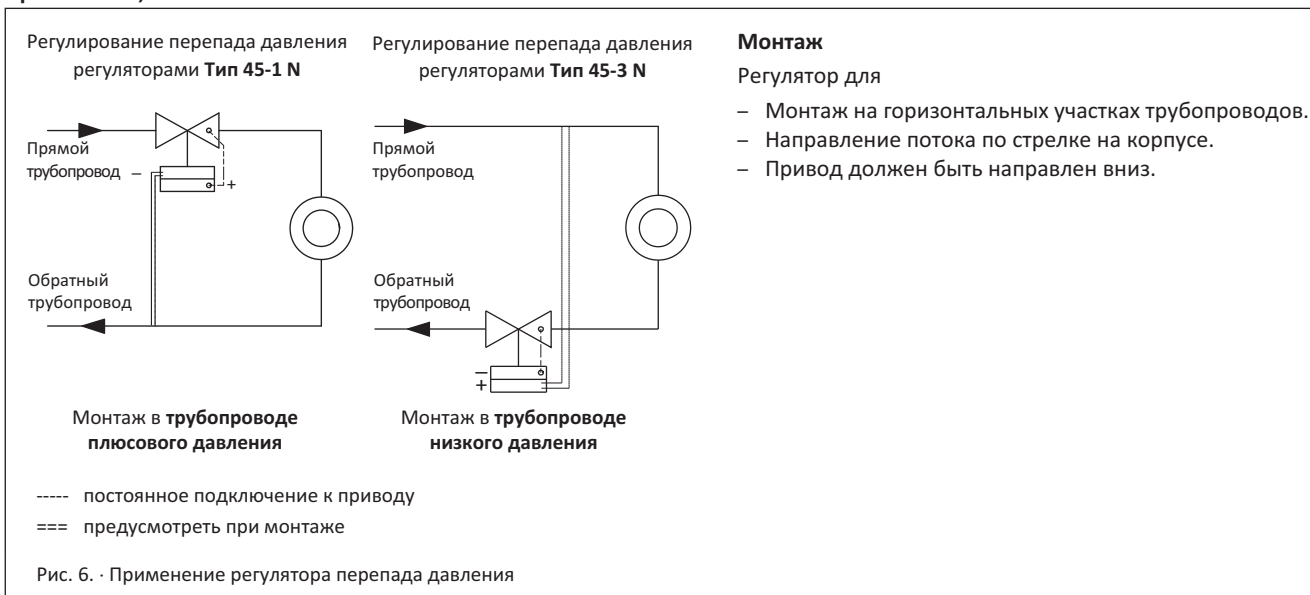 Регулирование перепада давления
регуляторами Тип 45-1 N
Прямой
трубопровод
–
+
Обратный
трубопровод
Монтаж в трубопроводе
плюсового давления
Регулирование перепада давления
регуляторами Тип 45-3 N
Прямой
трубопровод
Обратный
трубопровод
–
+
Монтаж в трубопроводе
низкого давления
----- постоянное подключение к приводу
=== предусмотреть при монтаже
Рис. 6. · Применение регулятора перепада давления
Монтаж
Регулятор для
– Монтаж на горизонтальных участках трубопроводов.
– Направление потока по стрелке на корпусе.
– Привод должен быть направлен вниз.